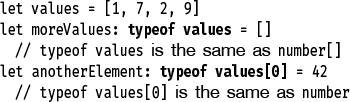 let values = [1, 7, 2, 9]
let moreValues: typeof values = []
  // typeof values is the same as number[]
let anotherElement: typeof values[0] = 42
  // typeof values[0] is the same as number